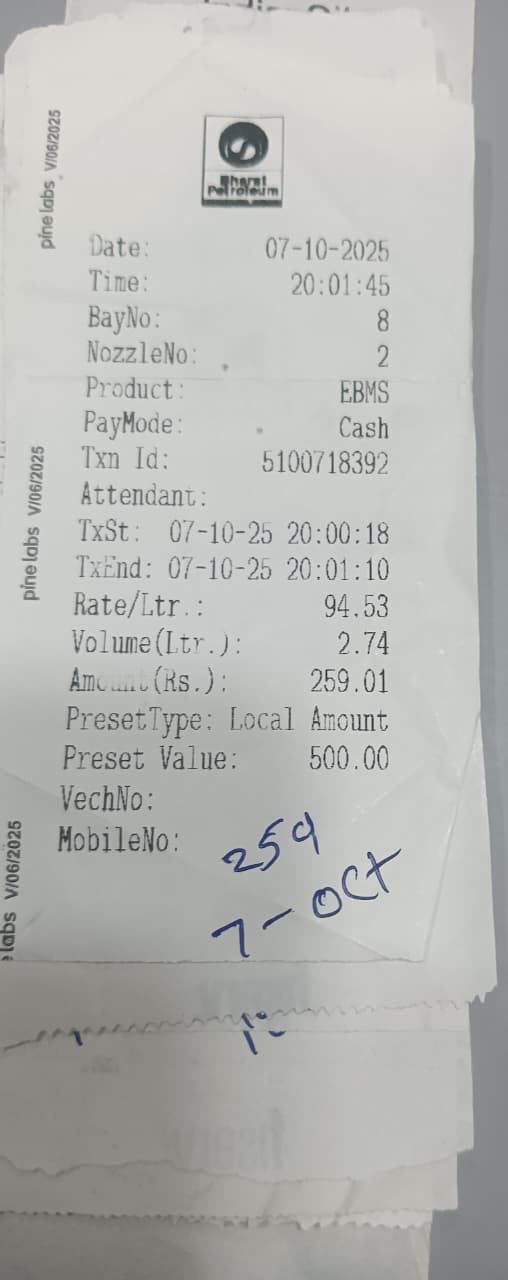 Bharat
Petroleum
Date: 07-10-2025
Time: 20:01:45
BayNo: 8
NozzleNo: 2
Product: EBMS
PayMode: Cash
Txn Id: 5100718392
Attendant:
TxSt: 07-10-25 20:00:18
TxEnd: 07-10-25 20:01:10
Rate/Ltr.: 94.53
Volume(Ltr.): 2.74
Amount(Rs.): 259.01
PresetType: Local Amount
Preset Value: 500.00
VechNo:
MobileNo:
259
7-OCT
pine labs V/06/2025
pine labs V/06/2025
labs V/06/2025